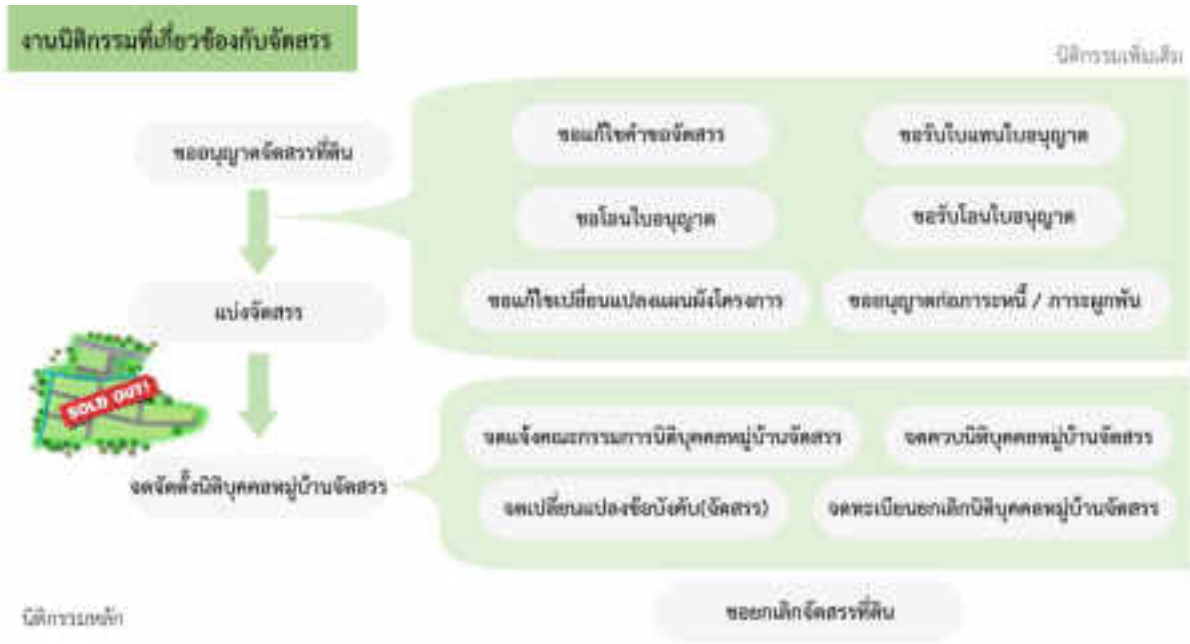 งานนิติกรรมที่เกี่ยวข้องกับจัดสรร
นิติกรรมเพิ่มเติม
ขออนุญาตจัดสรรที่ดิน
ขอแก้ไขคำขอจัดสรร
ขอรับใบแทนใบอนุญาต
ขอโอนใบอนุญาต
ขอรับโอนใบอนุญาต
แบ่งจัดสรร
ขอแก้ไขเปลี่ยนแปลงแผนผังโครงการ
ขออนุญาตก่อภาระหนี้ / ภาระผูกพัน
SOLD OUT!
จดจัดตั้งนิติบุคคลหมู่บ้านจัดสรร
จดแจ้งคณะกรรมการนิติบุคคลหมู่บ้านจัดสรร
จดควบนิติบุคคลหมู่บ้านจัดสรร
จดเปลี่ยนแปลงข้อบังคับ(จัดสรร)
จดทะเบียนยกเลิกนิติบุคคลหมู่บ้านจัดสรร
นิติกรรมหลัก
ขอยกเลิกจัดสรรที่ดิน